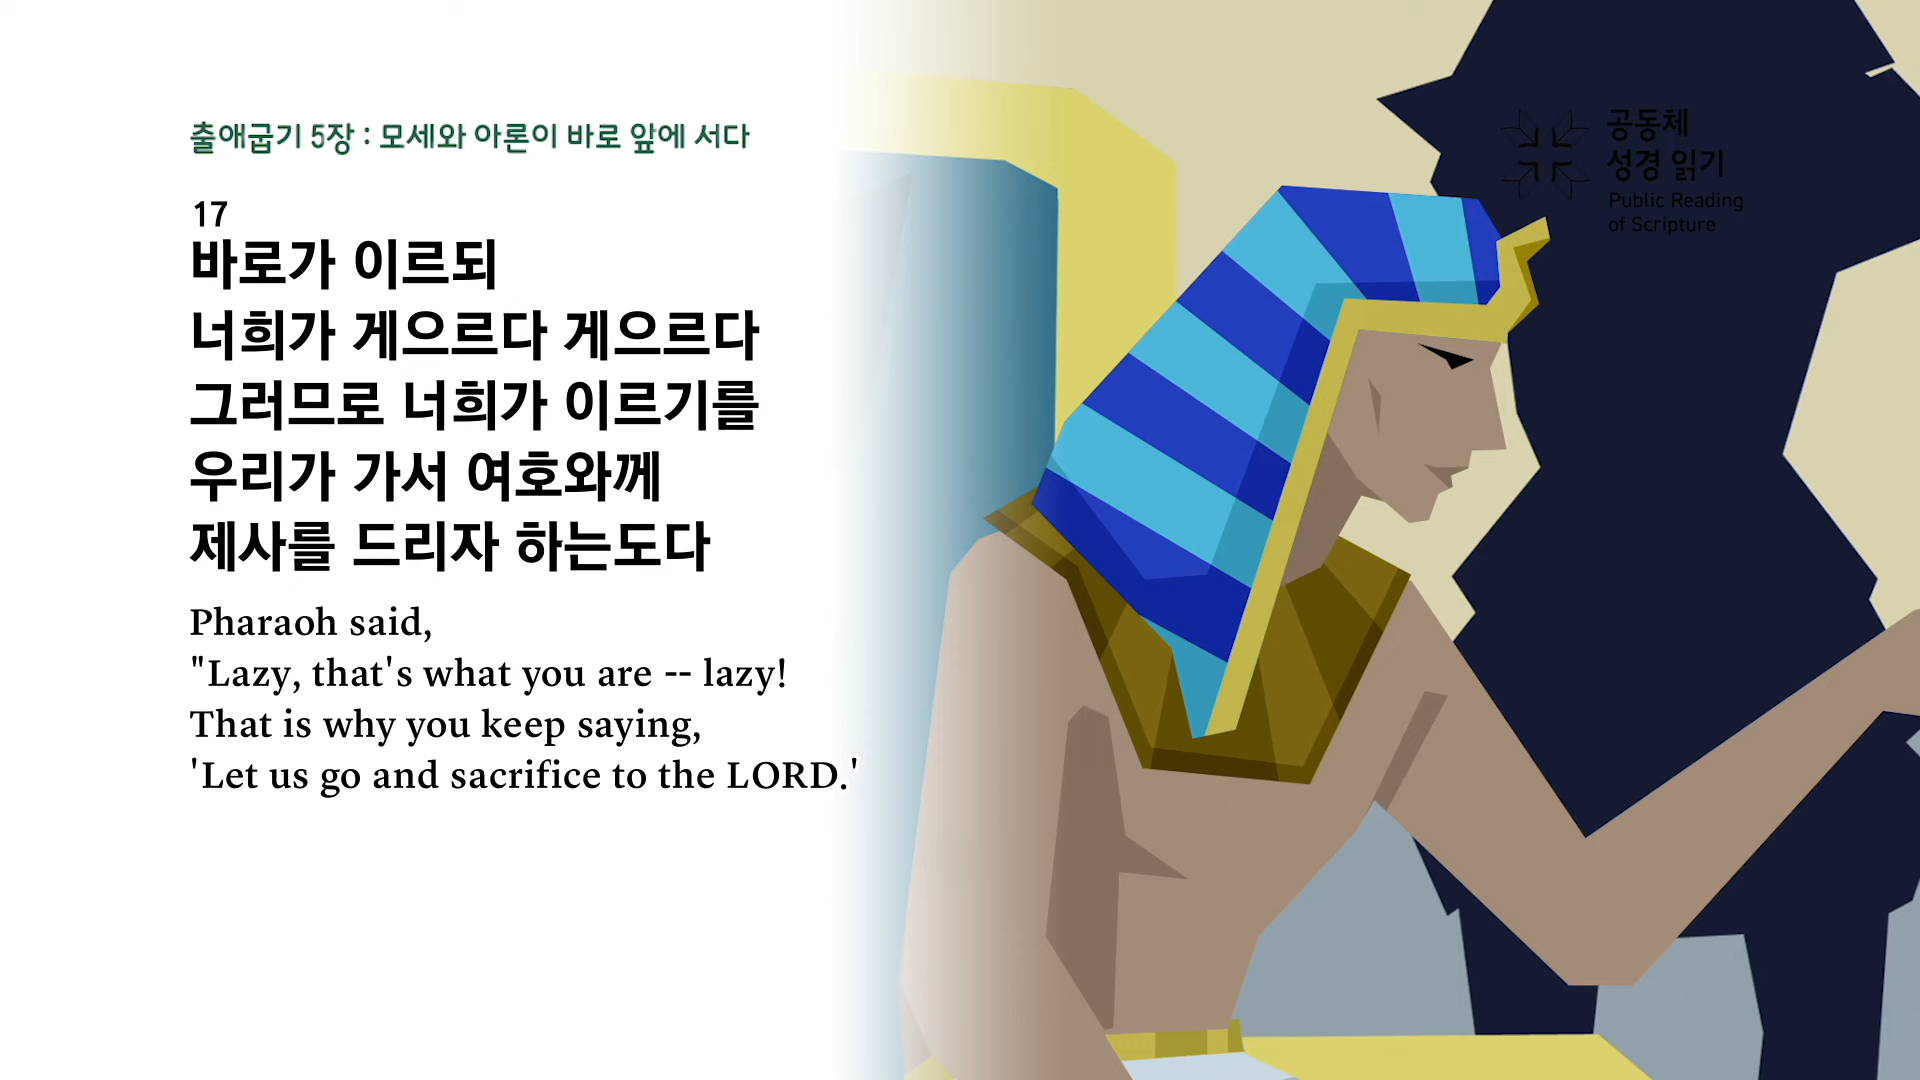 출애굽기 5장 : 모세와 아론이 바로 앞에 서다
17
바로가 이르되
너희가 게으르다 게으르다
그러므로 너희가 이르기를
우리가 가서 여호와께
제사를 드리자 하는도다
Pharaoh said,
"Lazy, that's what you are -- lazy!
That is why you keep saying,
'Let us go and sacrifice to the LORD.'
공동체
성경 읽기
Public Reading
of Scripture